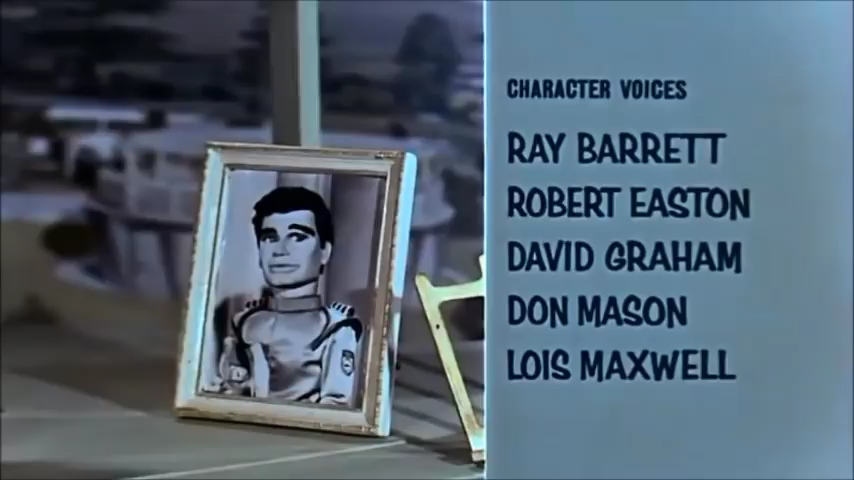 CHARACTER VOICES
RAY BARRETT
ROBERT EASTON
DAVID GRAHAM
DON MASON
LOIS MAXWELL